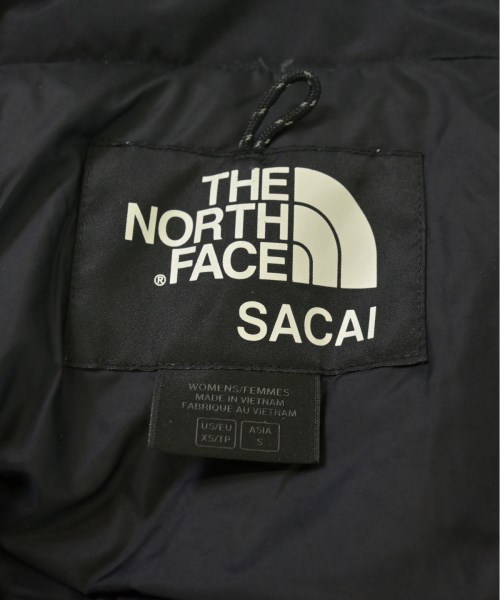 THE
NORTH
® FACE
SACAI
WOMENS/FEMMES
MADE IN VIETNAM
FABRIQUE AU VIETNAM
US/EU ASIA
XS/TP S